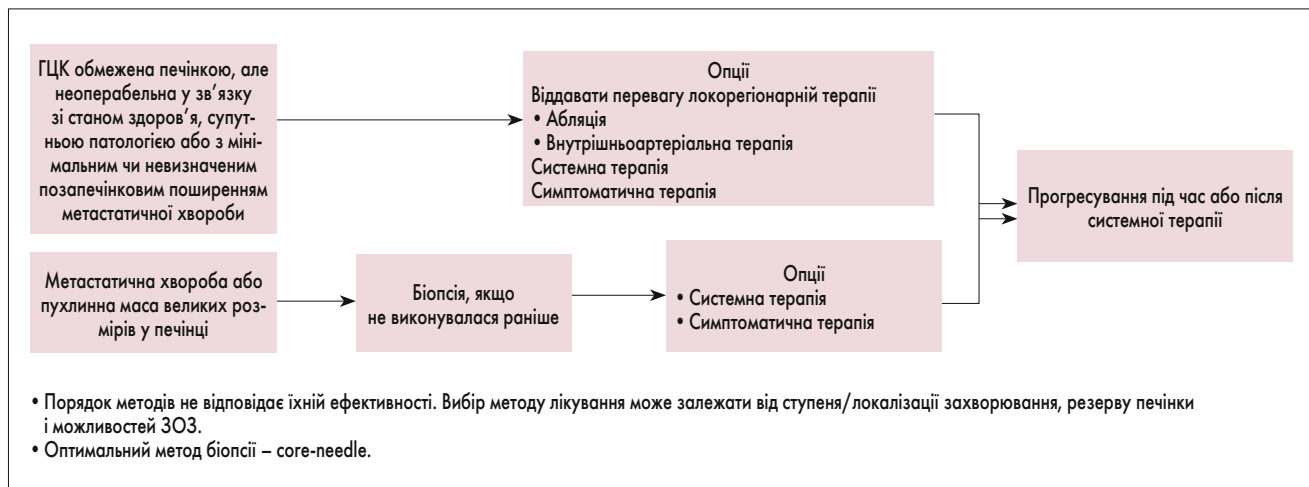 ГЦК обмежена печінкою, але
неоперабельна у зв’язку
зі станом здоров’я, супут-
ньою патологією або з міні-
мальним чи невизначеним
позапечінковим поширенням
метастатичної хвороби
Опції
Віддавати перевагу локорегіонарній терапії
• Абляція
• Внутрішньоартеріальна терапія
Системна терапія
Симптоматична терапія
Прогресування під час або після
системної терапії
Метастатична хвороба або
пухлинна маса великих роз-
мірів у печінці
Біопсія, якщо
не виконувалася раніше
Опції
• Системна терапія
• Симптоматична терапія
• Порядок методів не відповідає їхній ефективності. Вибір методу лікування може залежати від ступеня/локалізації захворювання, резерву печінки
і можливостей ЗОЗ.
• Оптимальний метод біопсії – core-needle.